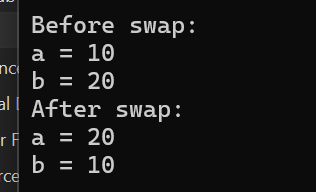 Before swap:
a = 10
b = 20
After swap:
a = 20
b = 10